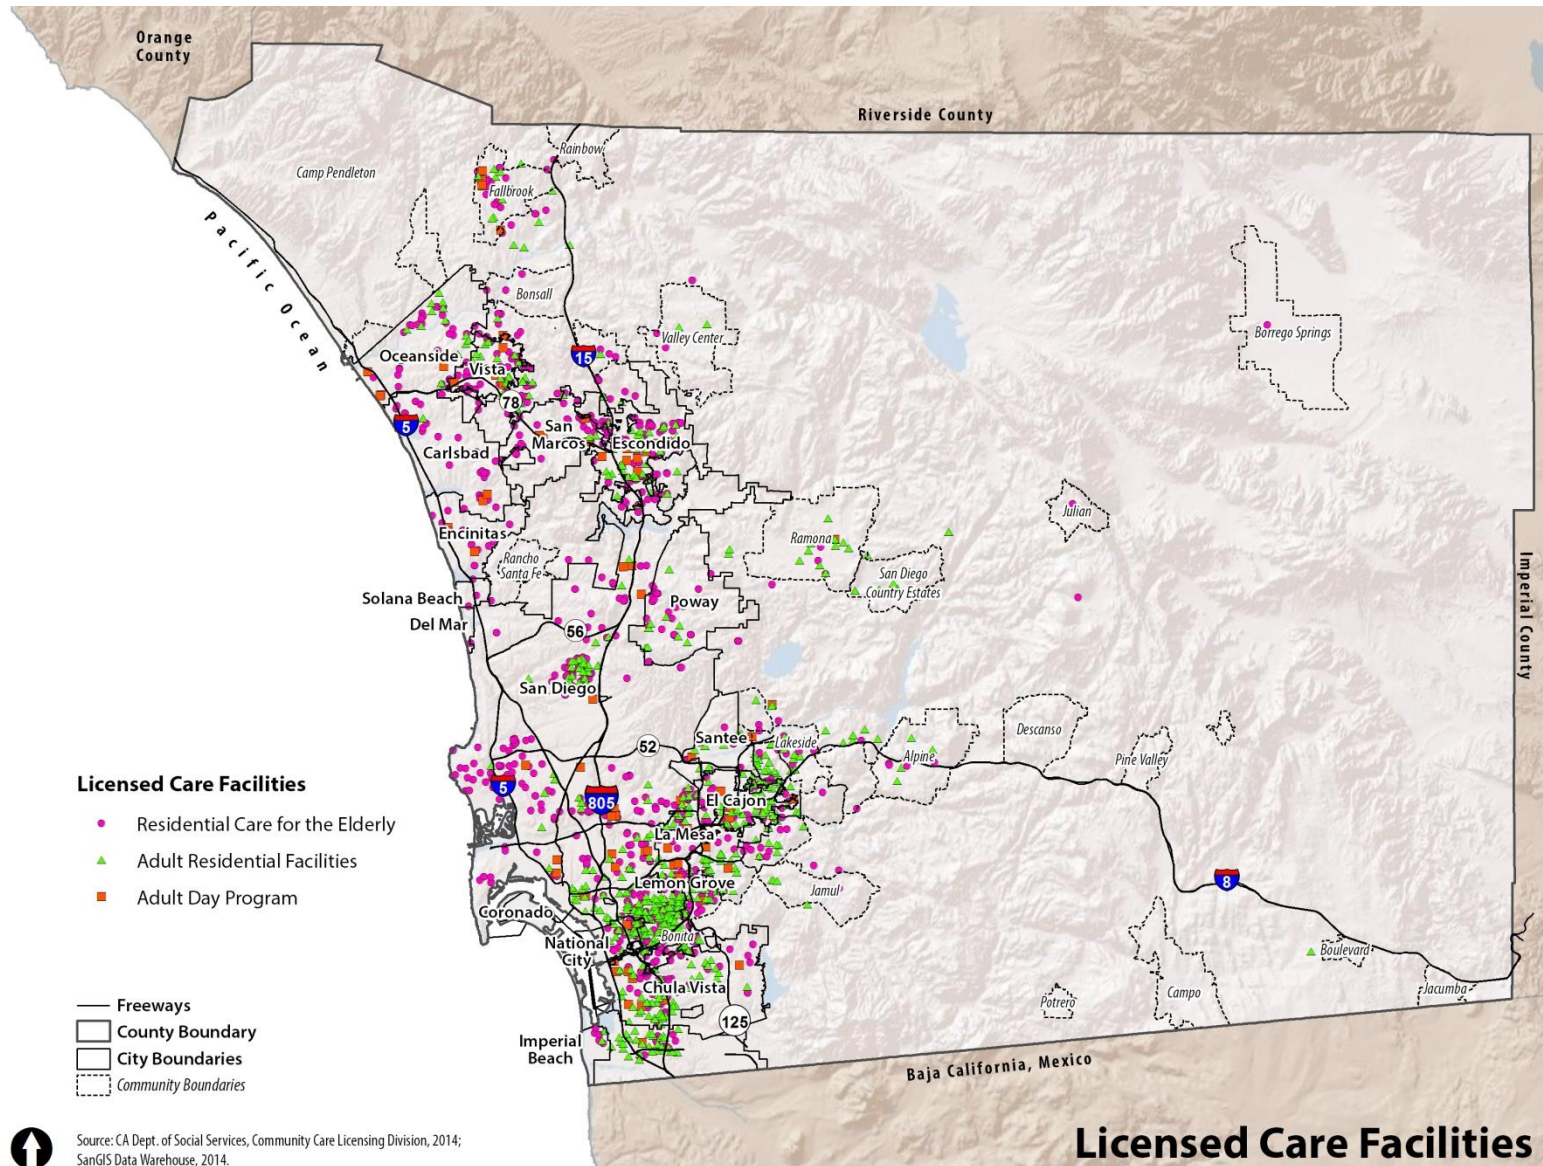 Orange
County
Riverside County
Rainbow
Camp Pendleton
Fallbrook
Pacific Ocean
Bonsall
Valley Center
Borrego Springs
Oceanside
Vista
15
78
5
San
Marcos
Escondido
Carlsbad
Julian
Encinitas
Ramona
Rancho
Santa Fe
San Diego
Country Estates
Imperial County
Solana Beach
Poway
Del Mar
56
San Diego
Santee
Lakeside
52
Alpine
Descanso
Pine Valley
5
805
El Cajon
La Mesa
Lemon Grove
Jamul
8
Coronado
National
City
Bonita
Boulevard
Chula Vista
Potrero
Campo
Jacumba
125
Imperial
Beach
Baja California, Mexico
Licensed Care Facilities
Residential Care for the Elderly
Adult Residential Facilities
Adult Day Program
Freeways
County Boundary
City Boundaries
Community Boundaries
Source: CA Dept. of Social Services, Community Care Licensing Division, 2014;
SanGIS Data Warehouse, 2014.
Licensed Care Facilities